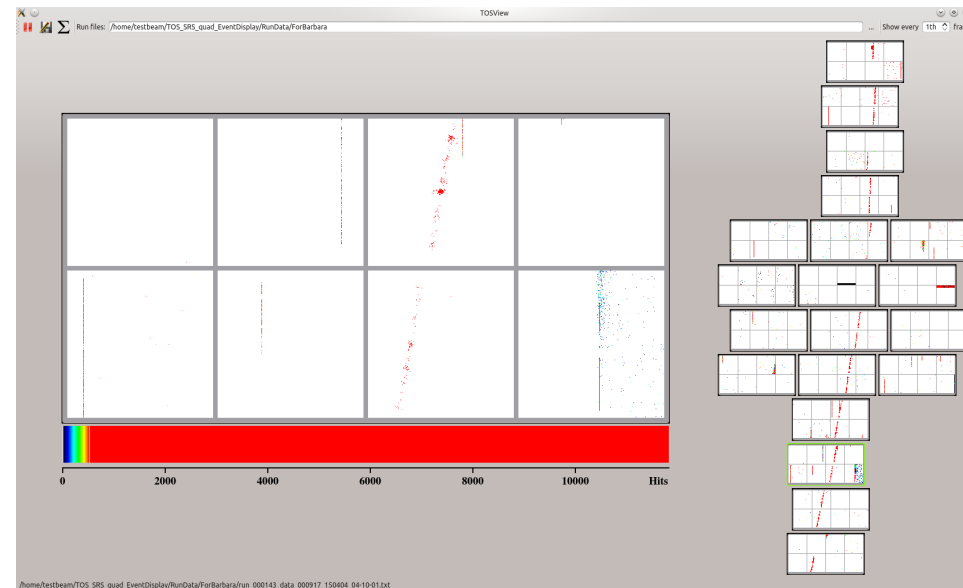 TOSView
Run files: /home/testbeam/TOS_SRS_quad_EventDisplay/RunData/ForBarbara ... Show every 1th fra
0 2000 4000 6000 8000 10000 Hits
/home/testbeam/TOS_SRS_quad_EventDisplay/RunData/ForBarbara/run_000143_data_000917_150404_04-10-01.txt